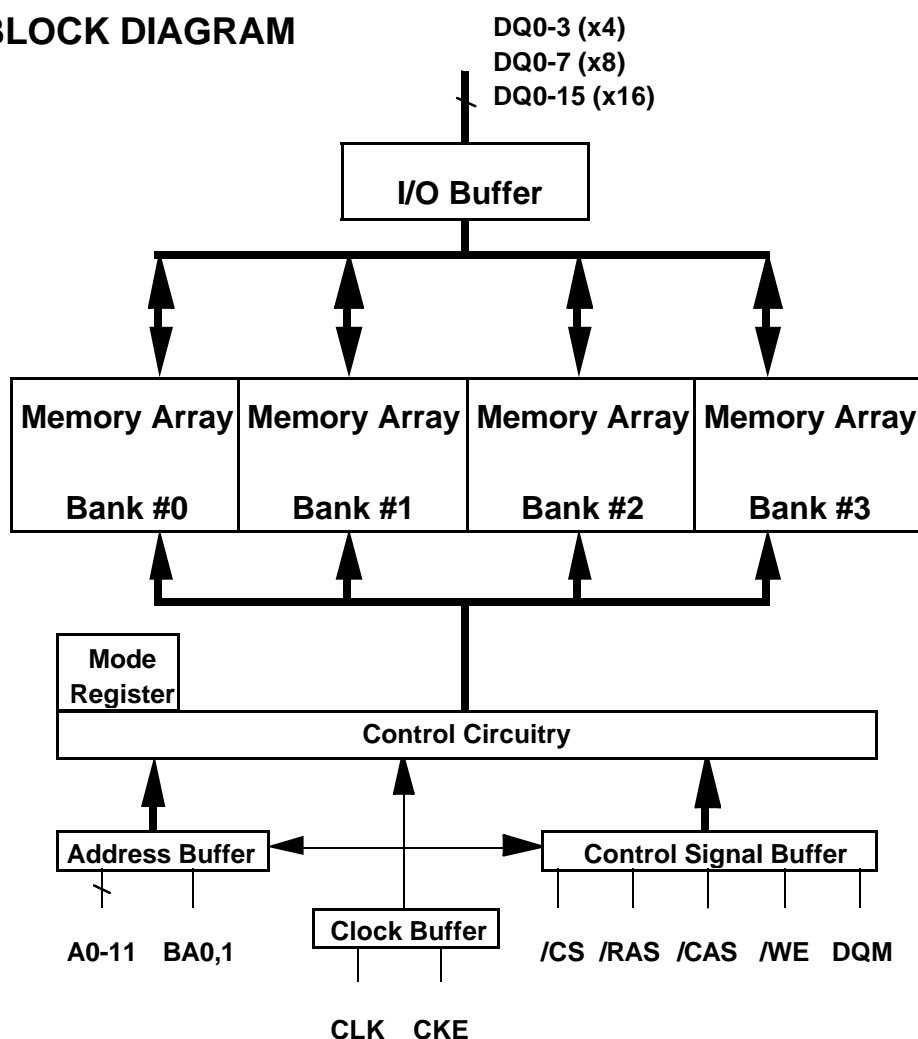 BLOCK DIAGRAM
DQ0-3 (x4)
DQ0-7 (x8)
DQ0-15 (x16)
I/O Buffer
Memory Array Memory Array Memory Array Memory Array
Bank #0 Bank #1 Bank #2 Bank #3
Mode
Register
Control Circuitry
Address Buffer
Control Signal Buffer
Clock Buffer
A0-11 BA0,1
/CS /RAS /CAS /WE DQM
CLK CKE